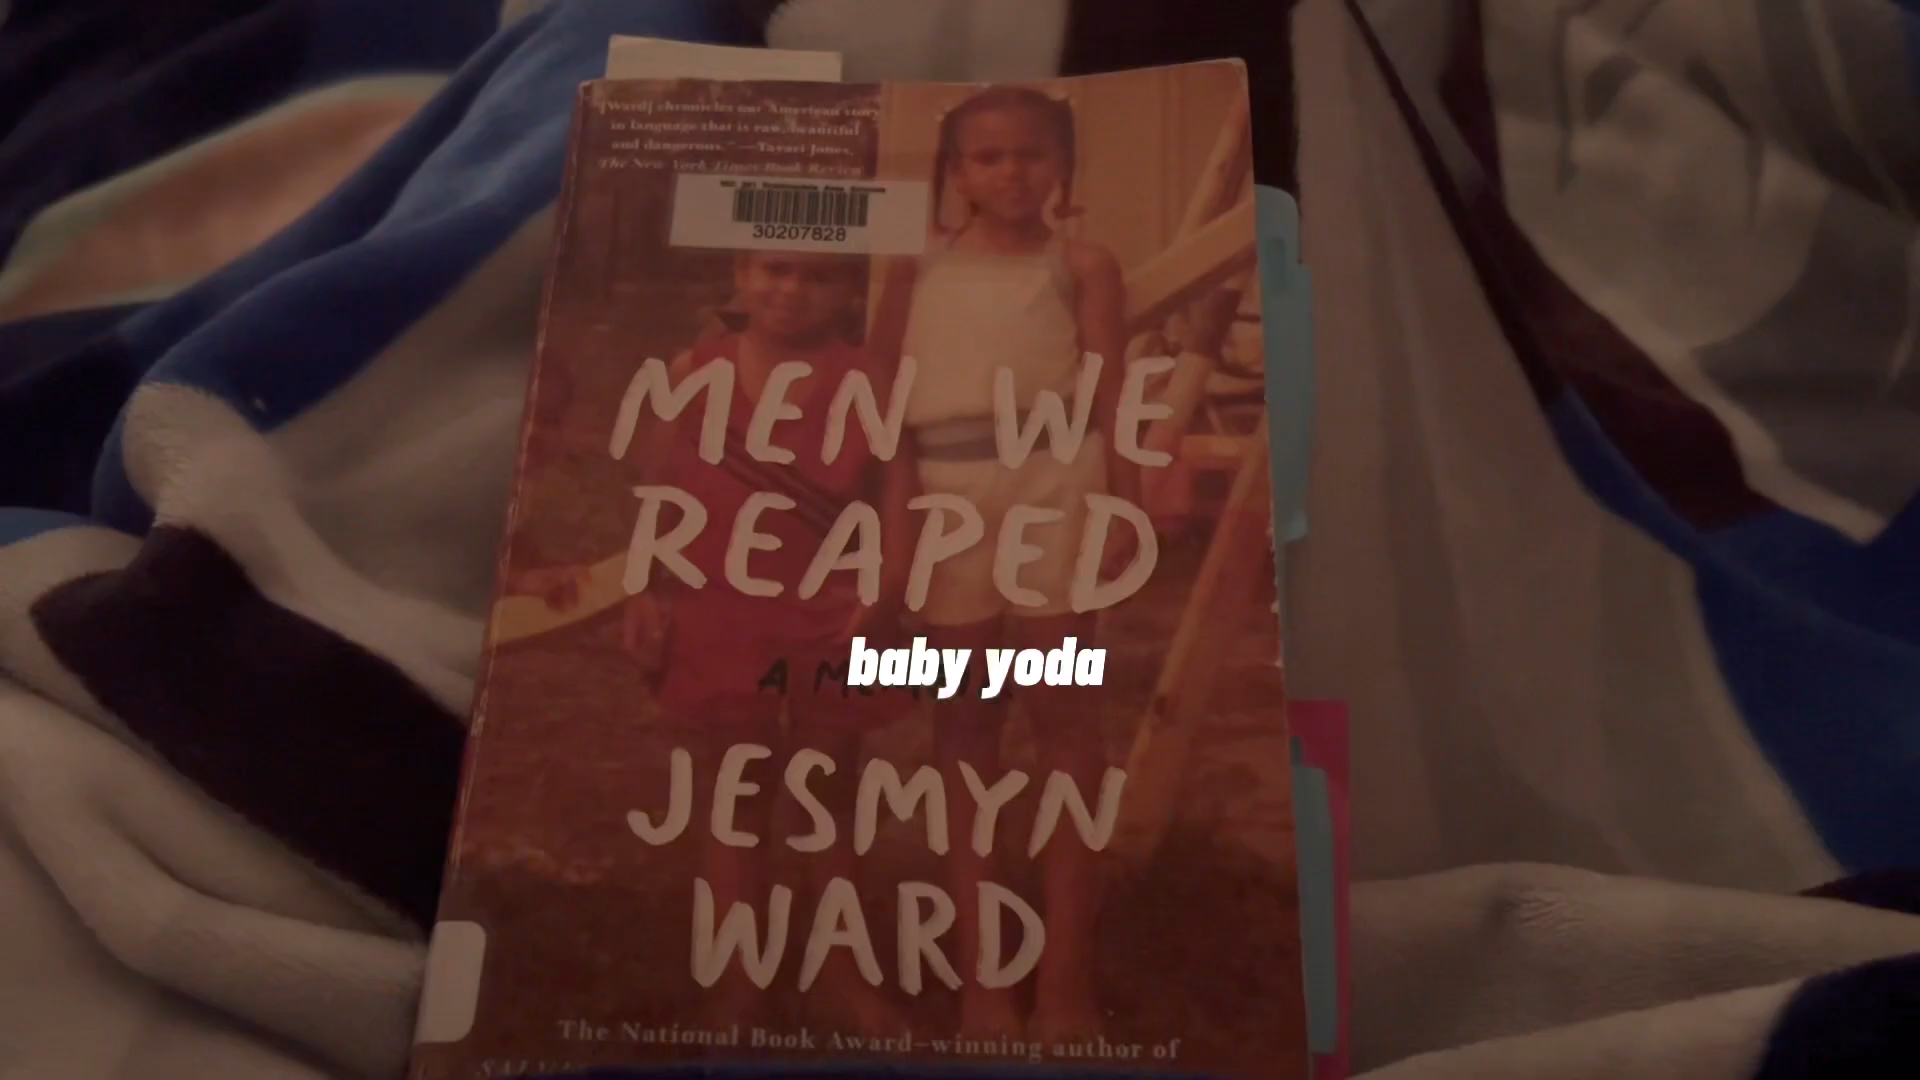 [Ward] chronicles our American story
in language that is raw, beautiful
and dangerous." —Tayari Jones,
The New York Times Book Review
30207828
MEN WE
REAPED
baby yoda
A
JESMYN
WARD
The National Book Award–winning author of